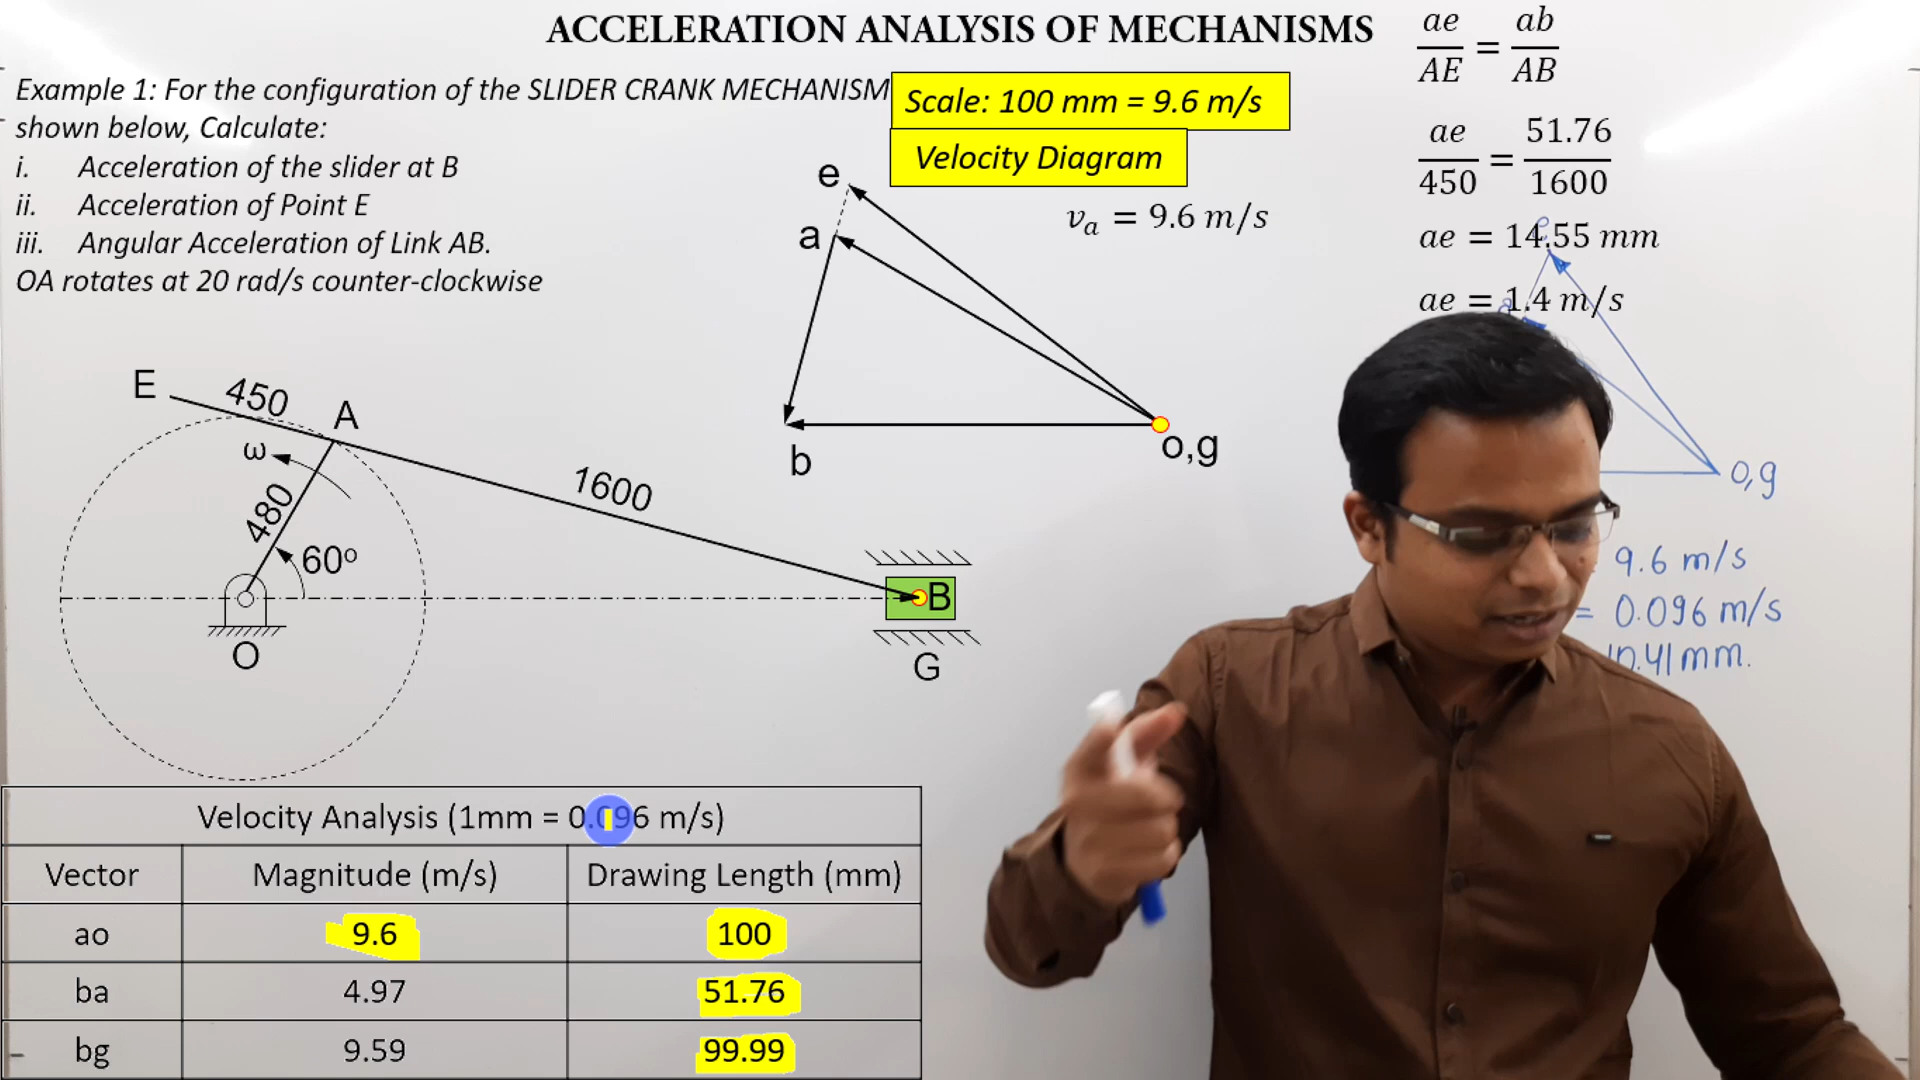 ACCELERATION ANALYSIS OF MECHANISMS
Example 1: For the configuration of the SLIDER CRANK MECHANISM
shown below, Calculate:
i. Acceleration of the slider at B
ii. Acceleration of Point E
iii. Angular Acceleration of Link AB.
OA rotates at 20 rad/s counter-clockwise
Scale: 100 mm = 9.6 m/s
Velocity Diagram
v_a = 9.6 m/s
e
a
b
o,g
ae/AE = ab/AB
ae/450 = 51.76/1600
ae = 14.55 mm
ae = 1.4 m/s
e
o,g
9.6 m/s
= 0.096 m/s
10.41mm.
E
450
A
ω
480
60°
1600
B
O
G
Velocity Analysis (1mm = 0.096 m/s)
Vector Magnitude (m/s) Drawing Length (mm)
ao 9.6 100
ba 4.97 51.76
bg 9.59 99.99